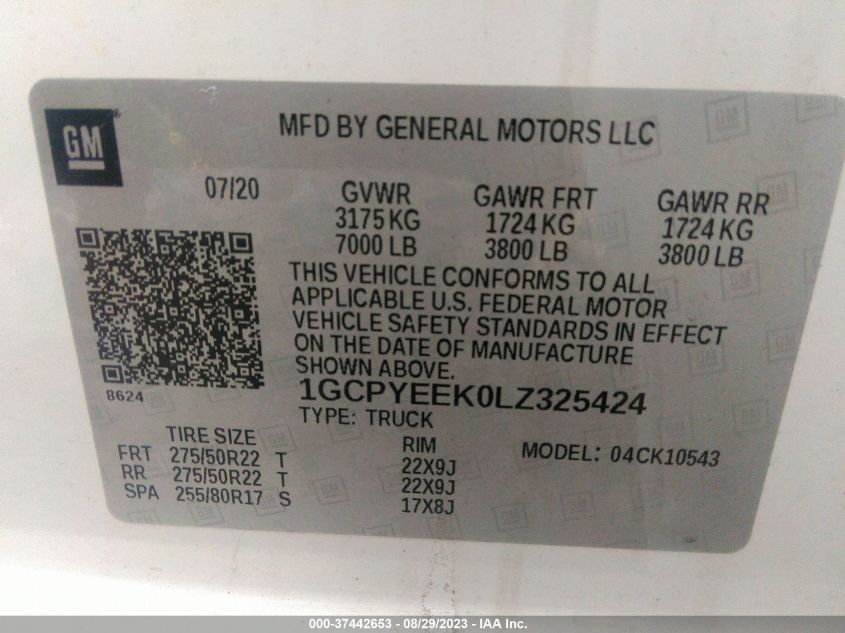 GM
MFD BY GENERAL MOTORS LLC
07/20 GVWR GAWR FRT GAWR RR
3175 KG 1724 KG 1724 KG
7000 LB 3800 LB 3800 LB
THIS VEHICLE CONFORMS TO ALL
APPLICABLE U.S. FEDERAL MOTOR
VEHICLE SAFETY STANDARDS IN EFFECT
ON THE DATE OF MANUFACTURE
SHOWN ABOVE.
8624
1GCPYEEK0LZ325424
TYPE: TRUCK
TIRE SIZE RIM MODEL: 04CK10543
FRT 275/50R22 T 22X9J
RR 275/50R22 T 22X9J
SPA 255/80R17 S 17X8J
000-37442653 - 08/29/2023 - IAA Inc.